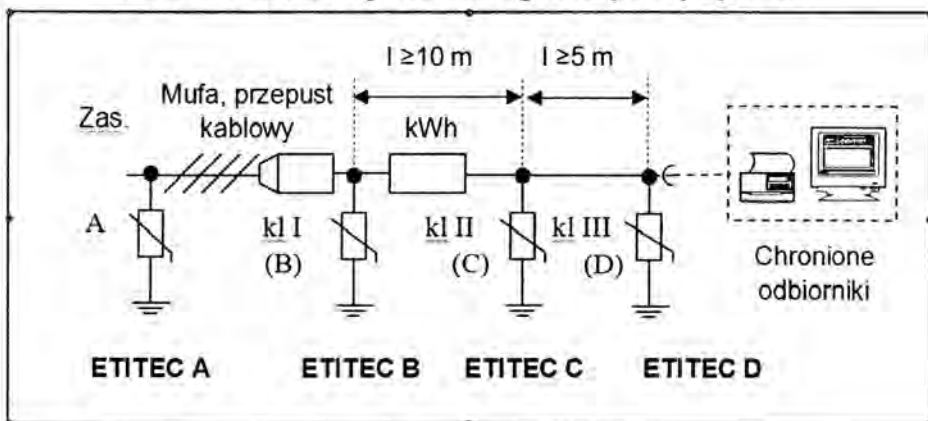 l ≥10 m
l ≥5 m
Zas.
Mufa, przepust
kablowy
kWh
A
kl I
(B)
kl II
(C)
kl III
(D)
Chronione
odbiorniki
ETITEC A
ETITEC B
ETITEC C
ETITEC D